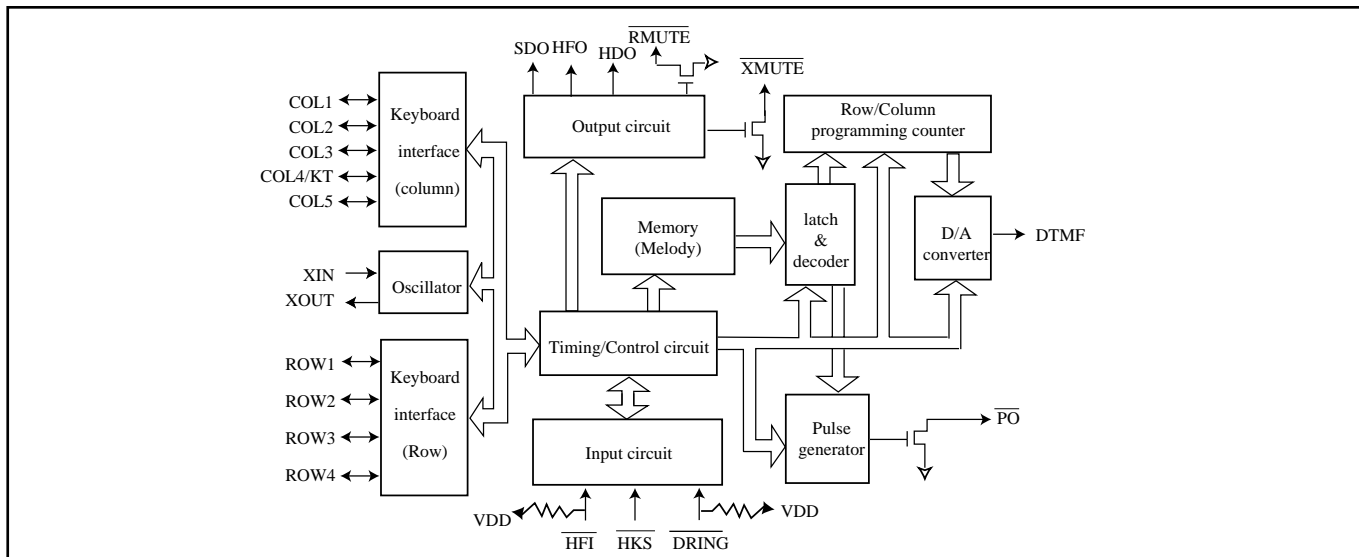 SDO
HFO
HDO
RMUTE
XMUTE
COL1
COL2
COL3
COL4/KT
COL5
Keyboard
interface
(column)
Output circuit
Row/Column
programming counter
Memory
(Melody)
latch
&
decoder
D/A
converter
DTMF
XIN
XOUT
Oscillator
Timing/Control circuit
ROW1
ROW2
ROW3
ROW4
Keyboard
interface
(Row)
Input circuit
Pulse
generator
PO
VDD
HFI
HKS
DRING
VDD